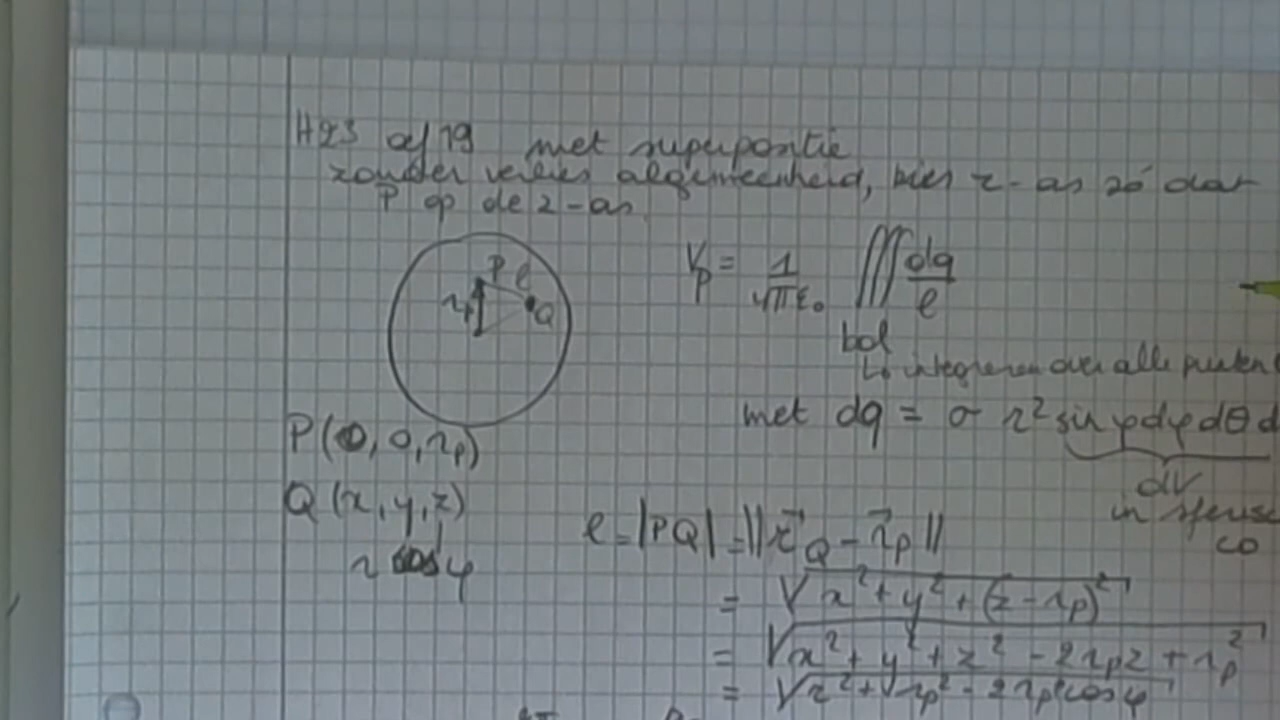 H23 oef 19 met superpositie
zonder verlies algemeenheid, kies z-as zó dat
P op de z-as
P l
r_p Q
V_p = 1/(4πε₀) ∭ dq/l
bol
↳ integreren over alle punten
met dq = σ r² sin φ dφ dθ d
P(0, 0, r_p)
dV
Q(x, y, z)
in
co
r cos φ
l = |PQ| = ||r⃗_Q - r⃗_p||
= √(x² + y² + (z - r_p)²)
= √(x² + y² + z² - 2r_p z + r_p²)
= √(r² + r_p² - 2r_p r cos φ)